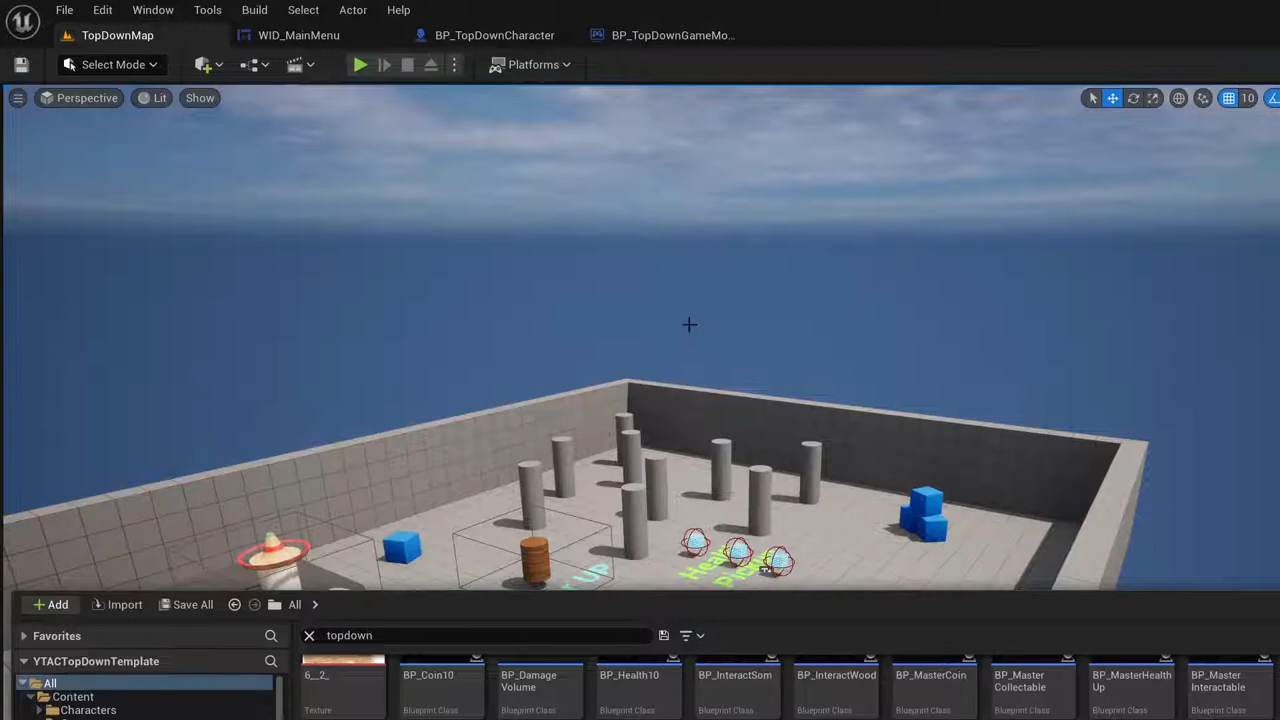 File Edit Window Tools Build Select Actor Help
TopDownMap WID_MainMenu BP_TopDownCharacter BP_TopDownGameMo...
Select Mode Platforms
Perspective Lit Show 10
UP
+ Add Import Save All All
Favorites topdown
YTACTopDownTemplate
All
Content
Characters
6__2_ BP_Coin10 BP_Damage BP_Health10 BP_InteractSom BP_InteractWood BP_MasterCoin BP_Master BP_MasterHealth BP_Master
Volume Collectable Up Interactable
Texture Blueprint Class Blueprint Class Blueprint Class Blueprint Class Blueprint Class Blueprint Class Blueprint Class Blueprint Class Blueprint Class